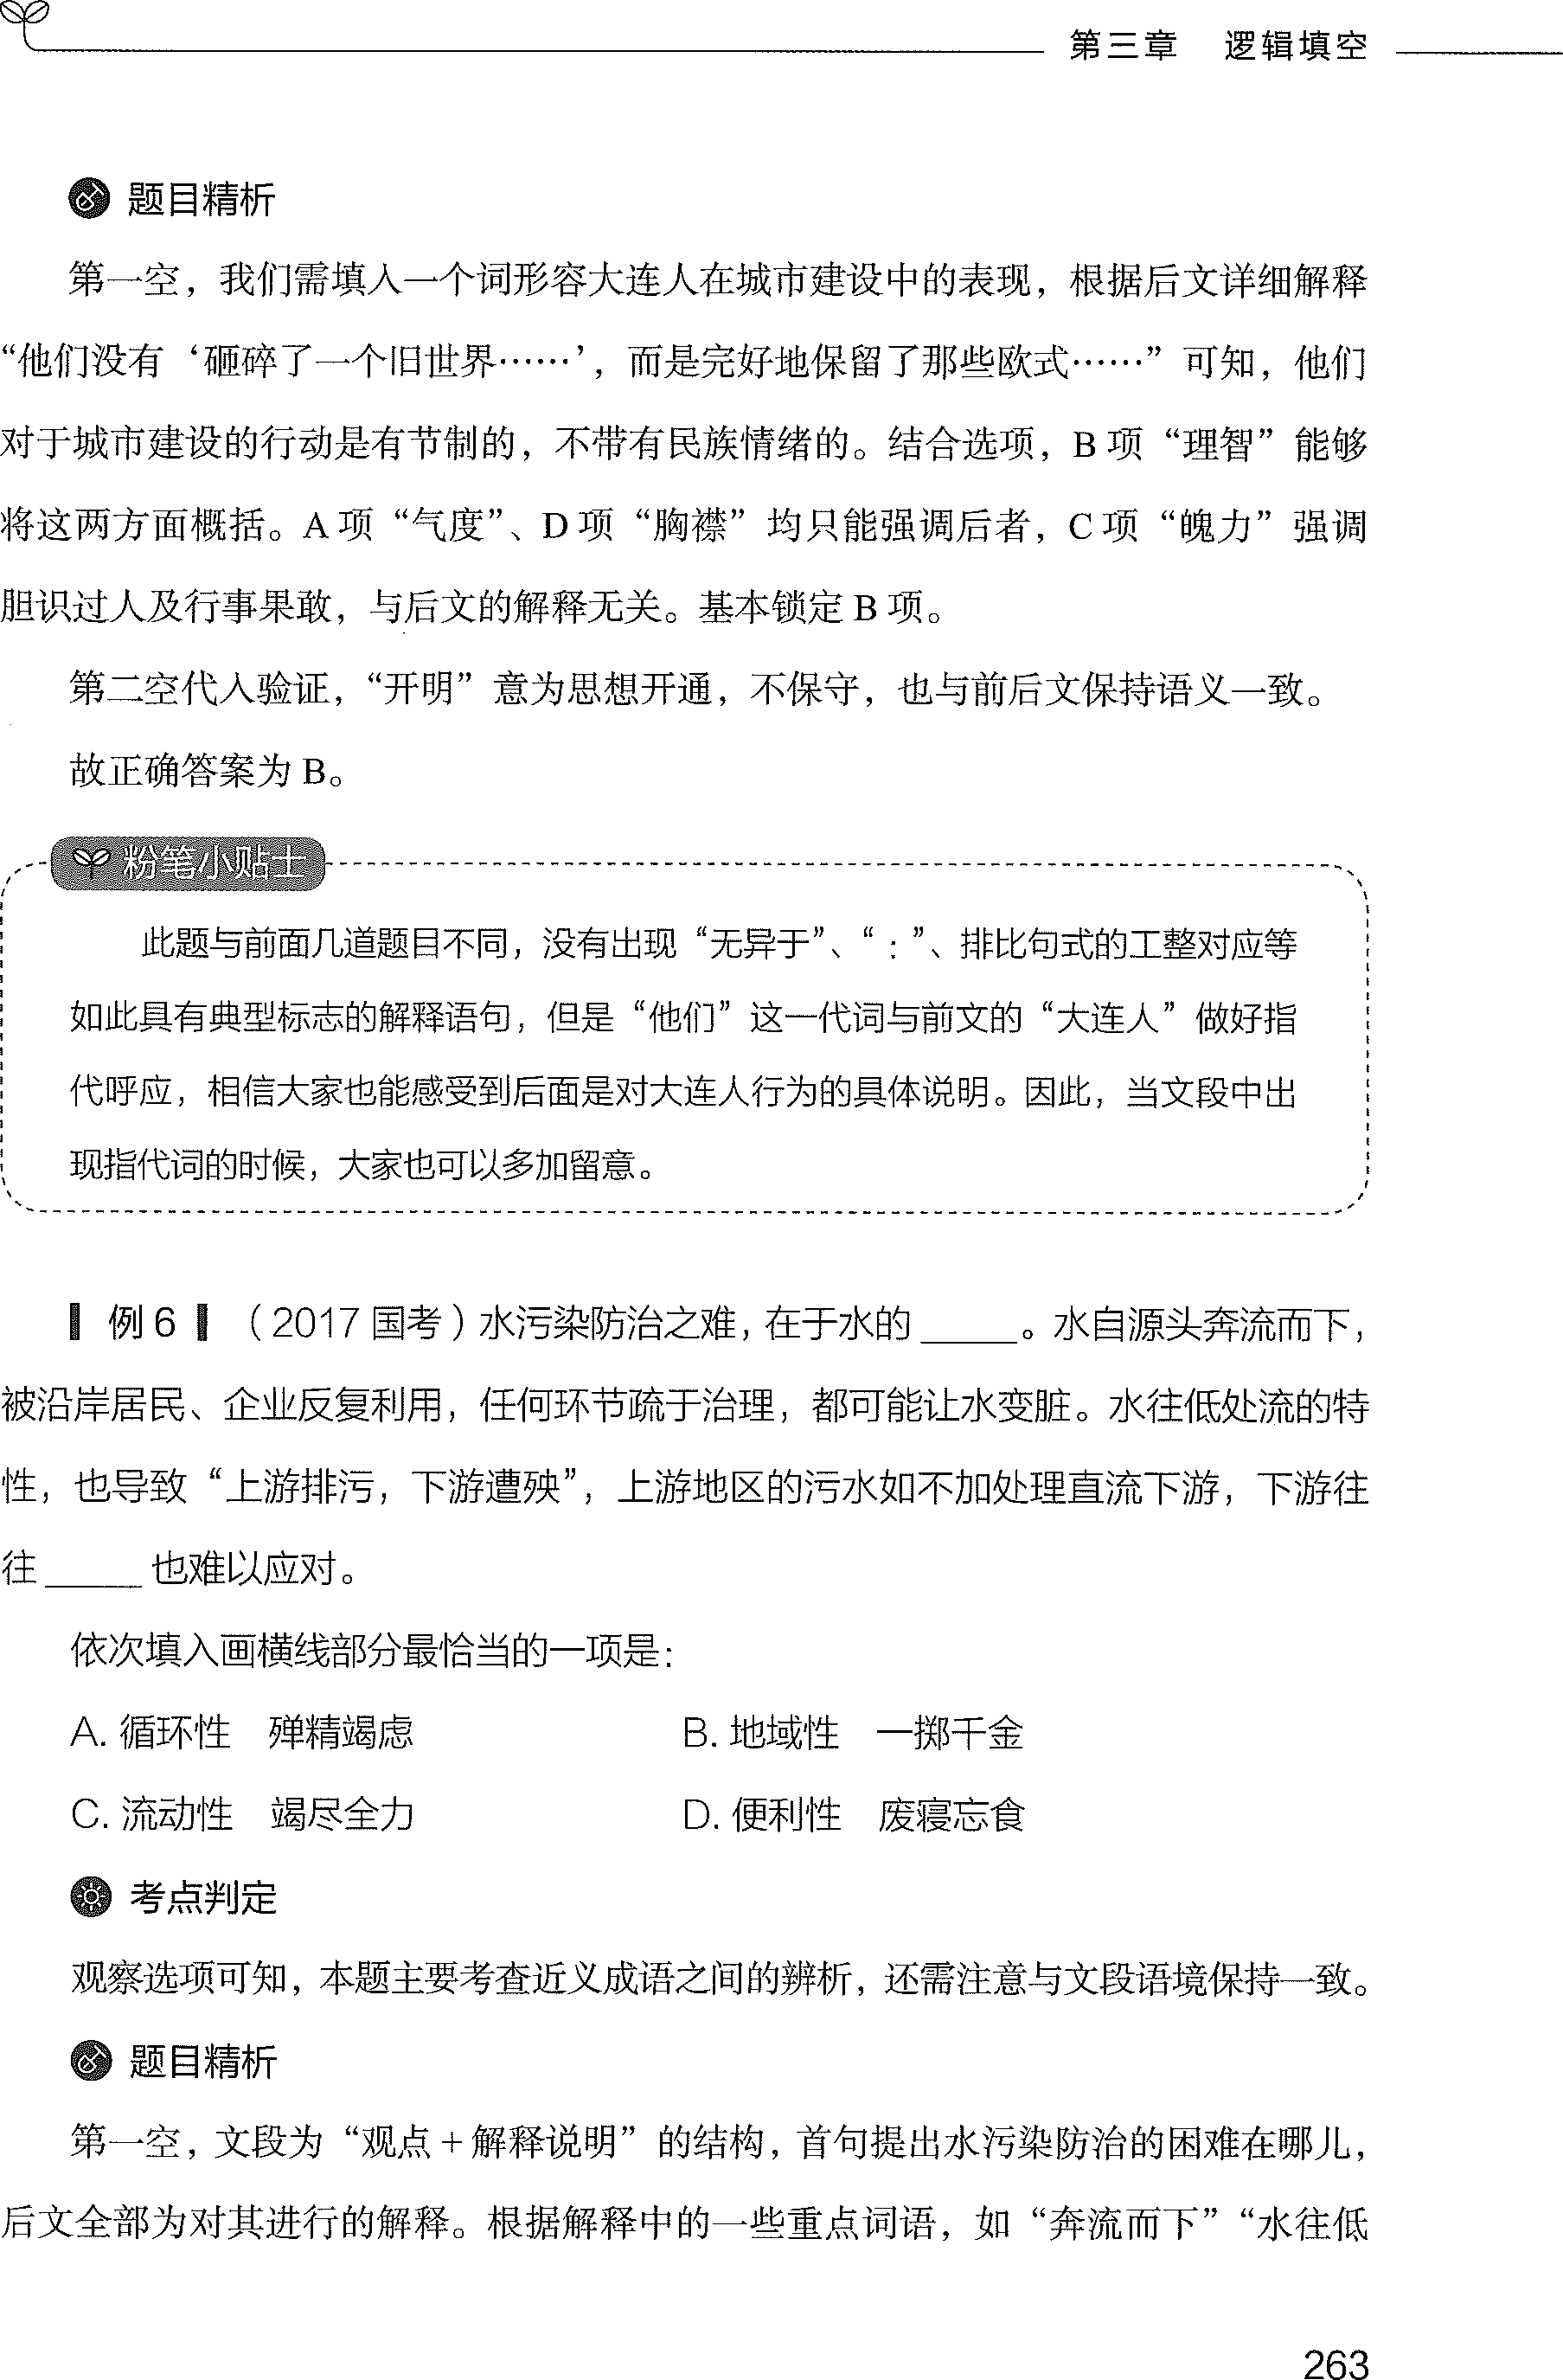 第三章 逻辑填空
题目精析
第一空，我们需填入一个词形容大连人在城市建设中的表现，根据后文详细解释
“他们没有‘砸碎了一个旧世界……’，而是完好地保留了那些欧式……”可知，他们
对于城市建设的行动是有节制的，不带有民族情绪的。结合选项，B 项“理智”能够
将这两方面概括。A 项“气度”、D 项“胸襟”均只能强调后者，C 项“魄力”强调
胆识过人及行事果敢，与后文的解释无关。基本锁定 B 项。
第二空代入验证，“开明”意为思想开通，不保守，也与前后文保持语义一致。
故正确答案为 B。
粉笔小贴士
此题与前面几道题目不同，没有出现“无异于”、“：”、排比句式的工整对应等
如此具有典型标志的解释语句，但是“他们”这一代词与前文的“大连人”做好指
代呼应，相信大家也能感受到后面是对大连人行为的具体说明。因此，当文段中出
现指代词的时候，大家也可以多加留意。
例 6 （2017 国考）水污染防治之难，在于水的 _____。水自源头奔流而下，
被沿岸居民、企业反复利用，任何环节疏于治理，都可能让水变脏。水往低处流的特
性，也导致“上游排污，下游遭殃”，上游地区的污水如不加处理直流下游，下游往
往 _____ 也难以应对。
依次填入画横线部分最恰当的一项是：
A. 循环性 殚精竭虑 B. 地域性 一掷千金
C. 流动性 竭尽全力 D. 便利性 废寝忘食
考点判定
观察选项可知，本题主要考查近义成语之间的辨析，还需注意与文段语境保持一致。
题目精析
第一空，文段为“观点＋解释说明”的结构，首句提出水污染防治的困难在哪儿，
后文全部为对其进行的解释。根据解释中的一些重点词语，如“奔流而下”“水往低
263